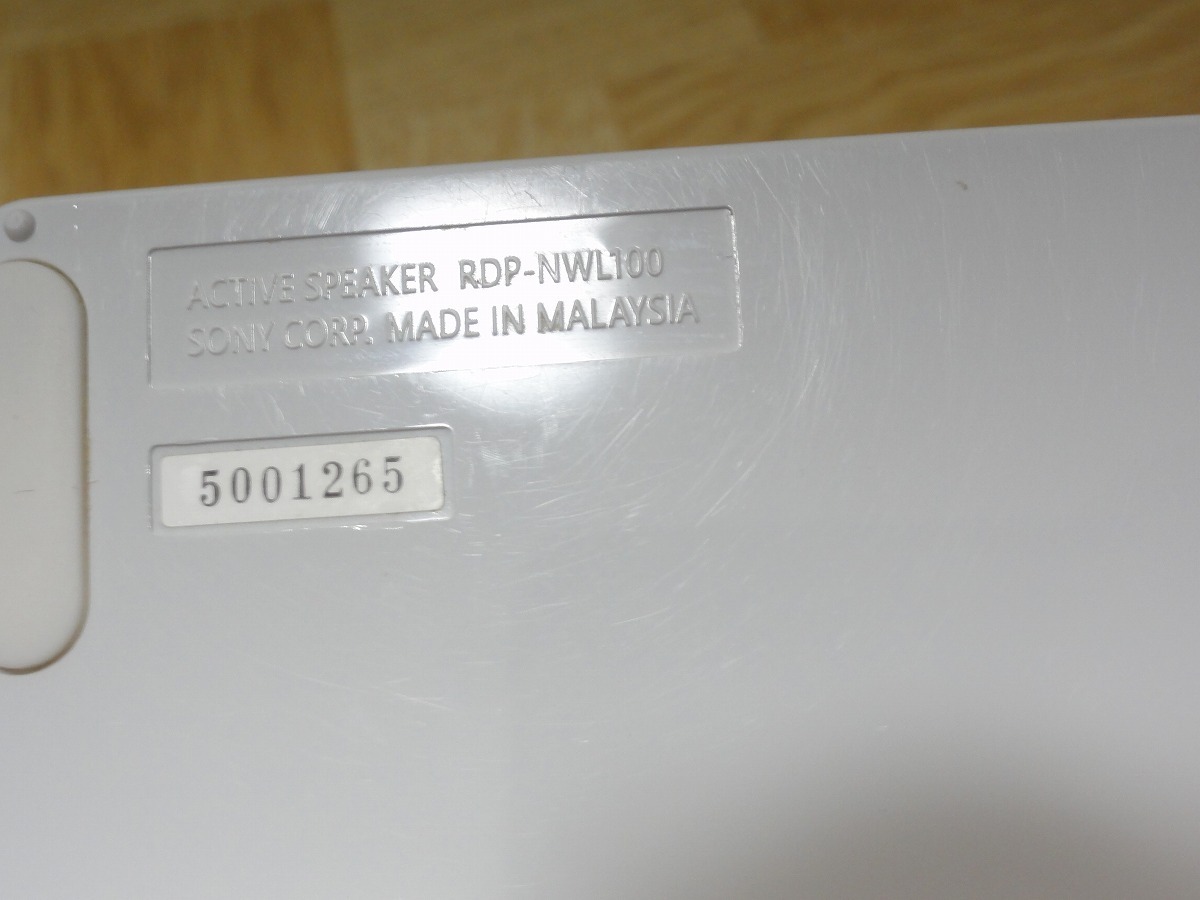 ACTIVE SPEAKER RDP-NWL100
SONY CORP. MADE IN MALAYSIA
5001265